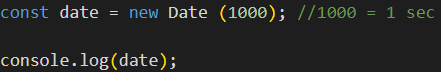 const date = new Date (1000); //1000 = 1 sec
console.log(date);